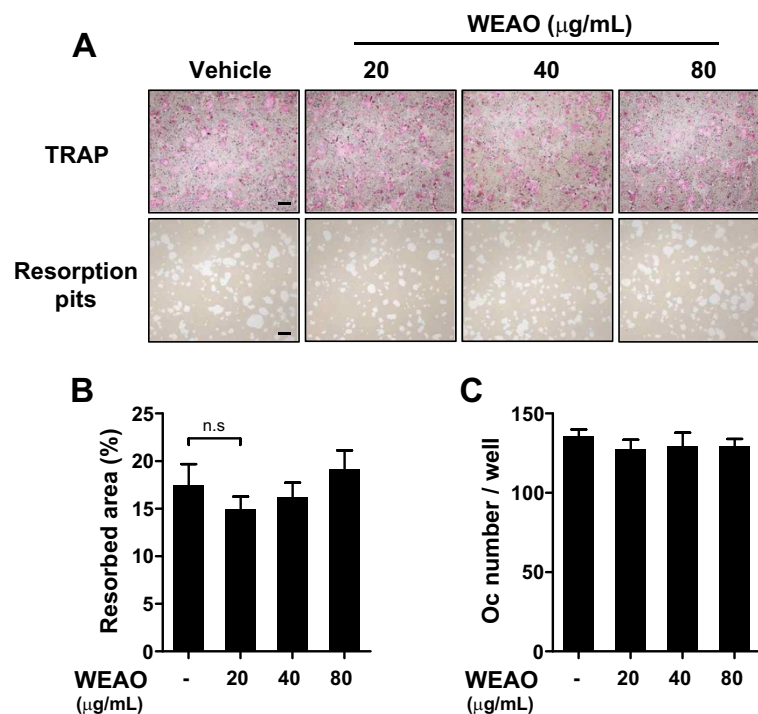 A
WEAO (μg/mL)
Vehicle 20 40 80
TRAP
Resorption
pits
B
Resorbed area (%)
25
20
15
10
5
0
n.s
WEAO - 20 40 80
(μg/mL)
C
Oc number / well
150
100
50
0
WEAO - 20 40 80
(μg/mL)